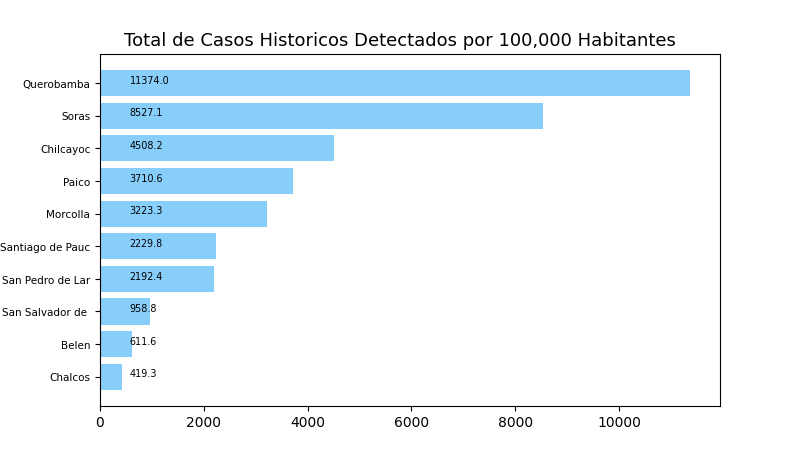 Total de Casos Historicos Detectados por 100,000 Habitantes
Querobamba 11374.0
Soras 8527.1
Chilcayoc 4508.2
Paico 3710.6
Morcolla 3223.3
Santiago de Pauc 2229.8
San Pedro de Lar 2192.4
San Salvador de 958.8
Belen 611.6
Chalcos 419.3
0 2000 4000 6000 8000 10000